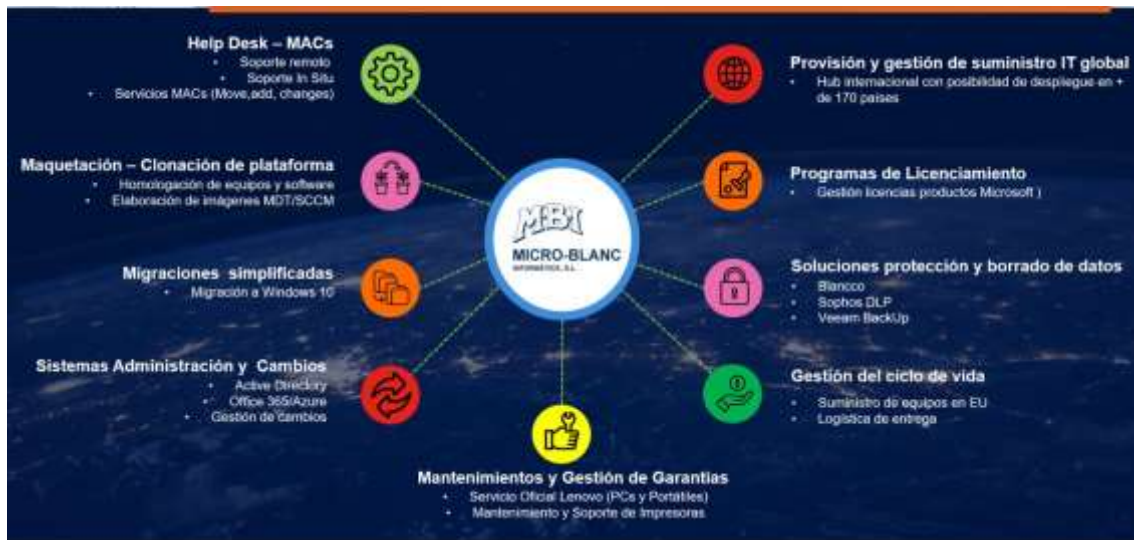 Help Desk – MACs
• Soporte remoto
• Soporte In Situ
• Servicios MACs (Move,add, changes)
Maquetación – Clonación de plataforma
• Homologación de equipos y software
• Elaboración de imágenes MDT/SCCM
Migraciones simplificadas
• Migración a Windows 10
Sistemas Administración y Cambios
• Active Directory
• Office 365/Azure
• Gestión de cambios
MBI
MICRO-BLANC
INFORMÁTICA, S.L.
Mantenimientos y Gestión de Garantías
• Servicio Oficial Lenovo (PCs y Portátiles)
• Mantenimiento y Soporte de Impresoras
Provisión y gestión de suministro IT global
• Hub internacional con posibilidad de despliegue en +
de 170 países
Programas de Licenciamiento
• Gestión licencias productos Microsoft )
Soluciones protección y borrado de datos
• Blancco
• Sophos DLP
• Veeam BackUp
Gestión del ciclo de vida
• Suministro de equipos en EU
• Logística de entrega